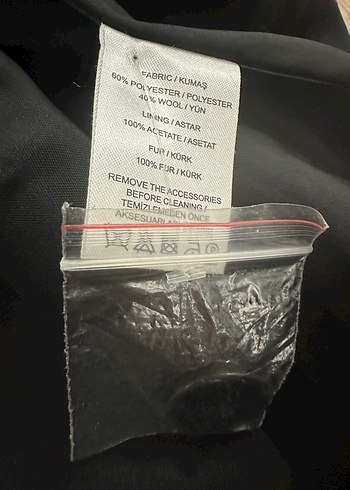 FABRIC / KUMAŞ
60% POLYESTER / POLYESTER
40% WOOL / YÜN
LINING / ASTAR
100% ACETATE / ASETAT
FUR / KÜRK
100% FUR / KÜRK
REMOVE THE ACCESSORIES
BEFORE CLEANING /
TEMİZLEMEDEN ÖNCE